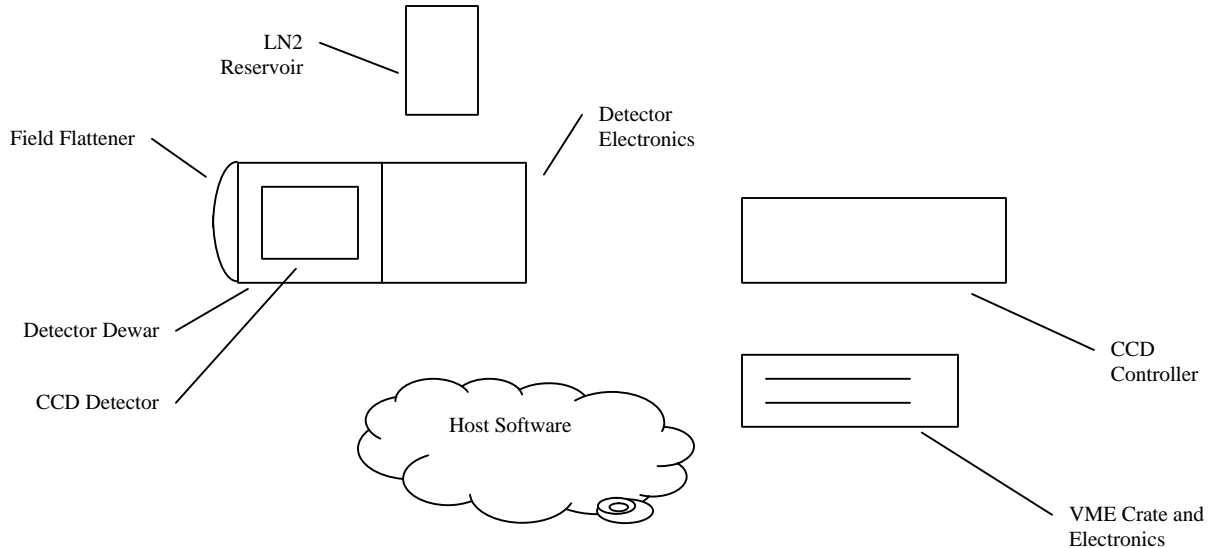 LN2
Reservoir
Detector
Electronics
Field Flattener
Detector Dewar
CCD
Controller
CCD Detector
Host Software
VME Crate and
Electronics